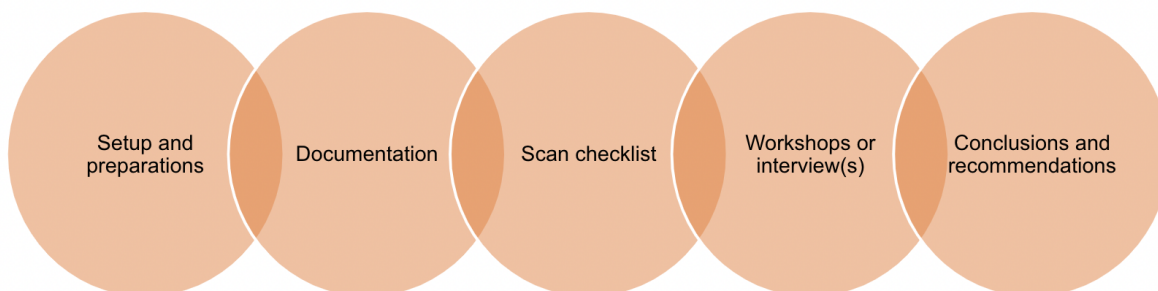 Setup and
preparations
Documentation
Scan checklist
Workshops or
interview(s)
Conclusions and
recommendations